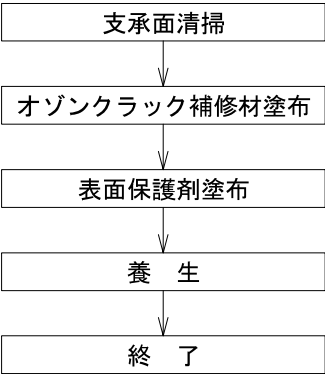 支承面清掃
オゾンクラック補修材塗布
表面保護剤塗布
養　生
終　了